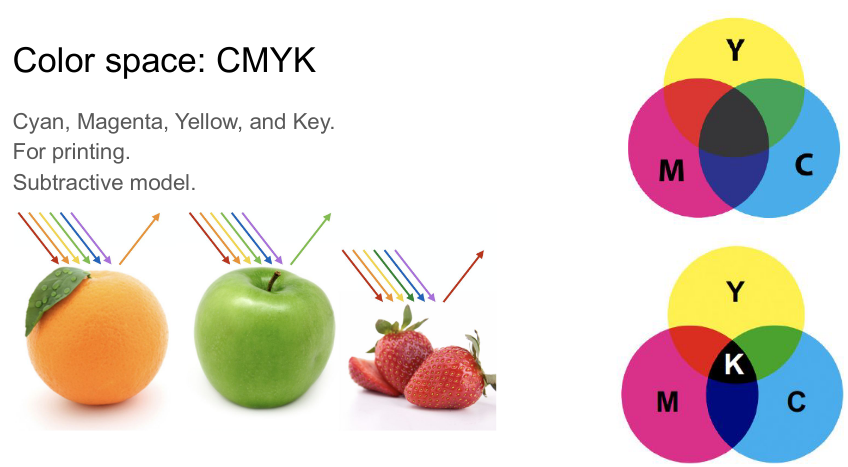 Color space: CMYK
Cyan, Magenta, Yellow, and Key.
For printing.
Subtractive model.
Y
M
C
Y
K
M
C